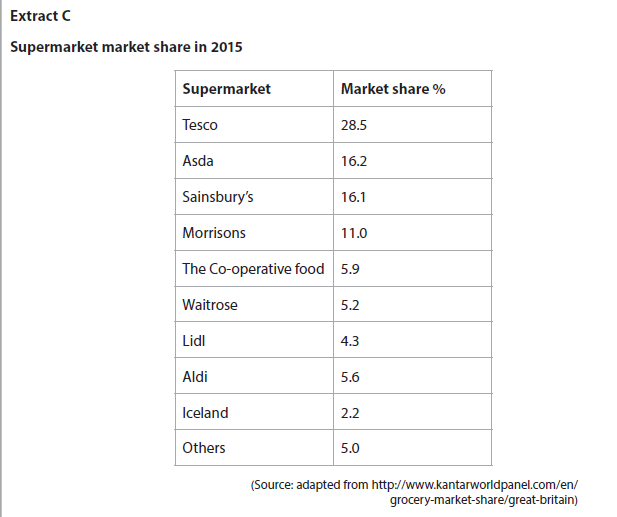 Extract C
Supermarket market share in 2015
Supermarket Market share %
Tesco 28.5
Asda 16.2
Sainsbury’s 16.1
Morrisons 11.0
The Co-operative food 5.9
Waitrose 5.2
Lidl 4.3
Aldi 5.6
Iceland 2.2
Others 5.0
(Source: adapted from http://www.kantarworldpanel.com/en/
grocery-market-share/great-britain)